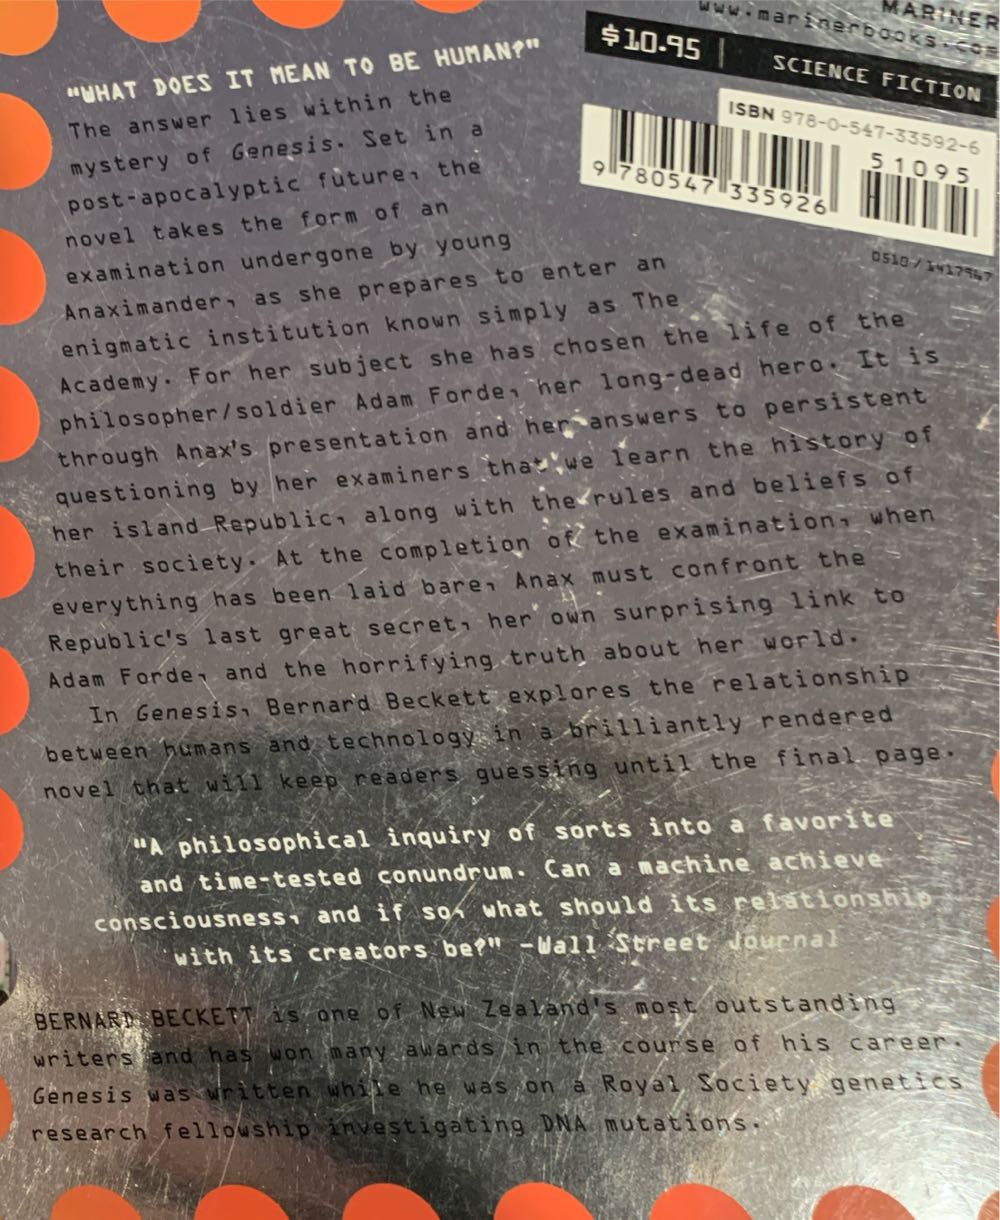 MARINER
www.marinerbooks.com
$10.95 | SCIENCE FICTION
ISBN 978-0-547-33592-6
51095
9 780547 335926
0510/1417967
"WHAT DOES IT MEAN TO BE HUMAN?"
The answer lies within the
mystery of Genesis. Set in a
post-apocalyptic future, the
novel takes the form of an
examination undergone by young
Anaximander, as she prepares to enter an
enigmatic institution known simply as The
Academy. For her subject she has chosen the life of the
philosopher/soldier Adam Forde, her long-dead hero. It is
through Anax's presentation and her answers to persistent
questioning by her examiners that we learn the history of
her island Republic, along with the rules and beliefs of
their society. At the completion of the examination, when
everything has been laid bare, Anax must confront the
Republic's last great secret, her own surprising link to
Adam Forde, and the horrifying truth about her world.
In Genesis, Bernard Beckett explores the relationship
between humans and technology in a brilliantly rendered
novel that will keep readers guessing until the final page.
"A philosophical inquiry of sorts into a favorite
and time-tested conundrum. Can a machine achieve
consciousness, and if so, what should its relationship
with its creators be?" —Wall Street Journal
BERNARD BECKETT is one of New Zealand's most outstanding
writers and has won many awards in the course of his career.
Genesis was written while he was on a Royal Society genetics
research fellowship investigating DNA mutations.